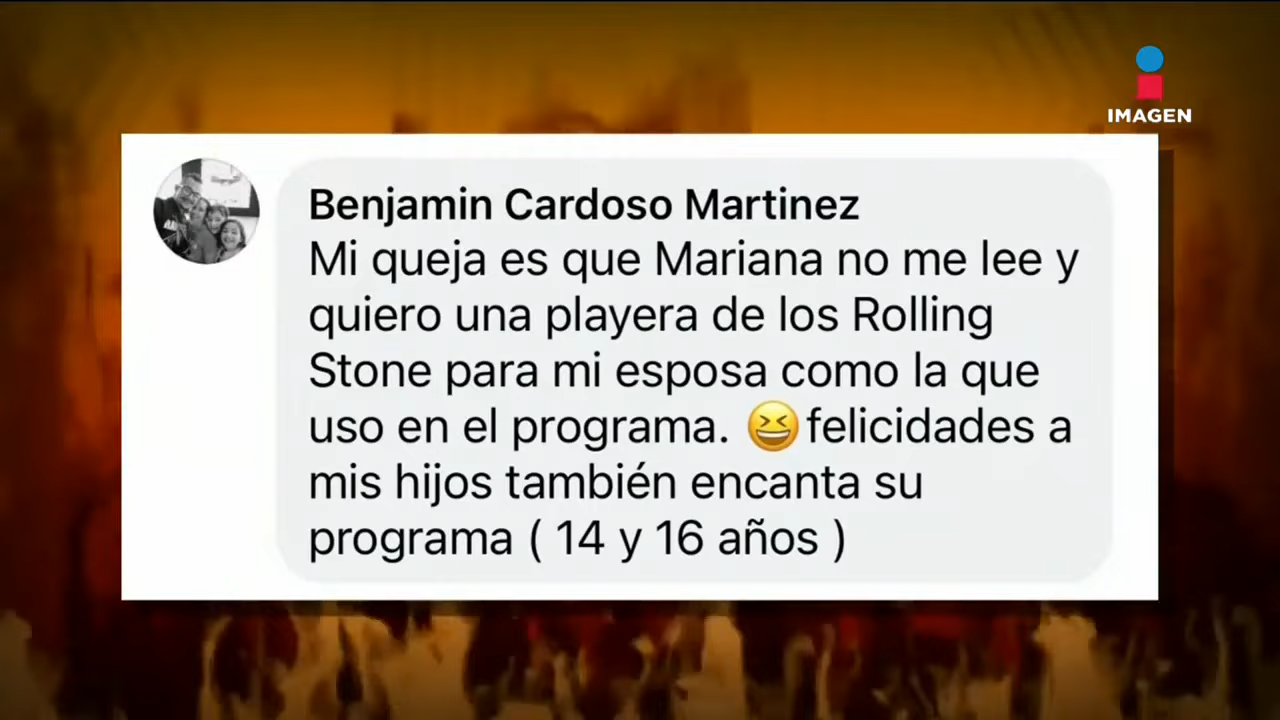 IMAGEN
Benjamin Cardoso Martinez
Mi queja es que Mariana no me lee y
quiero una playera de los Rolling
Stone para mi esposa como la que
uso en el programa. 😆felicidades a
mis hijos también encanta su
programa ( 14 y 16 años )